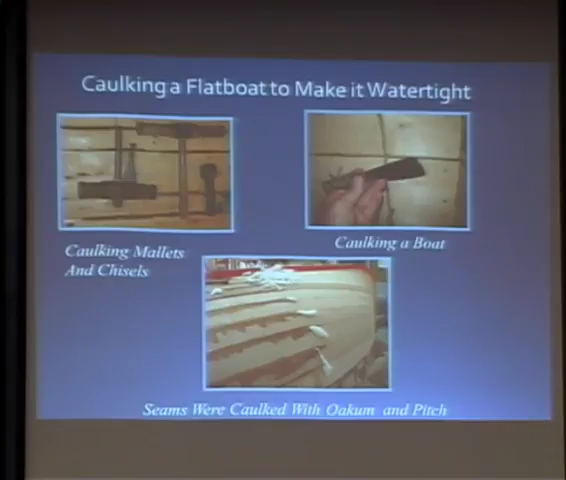 Caulking a Flatboat to Make it Watertight
Caulking Mallets
And Chisels
Caulking a Boat
Seams Were Caulked With Oakum and Pitch